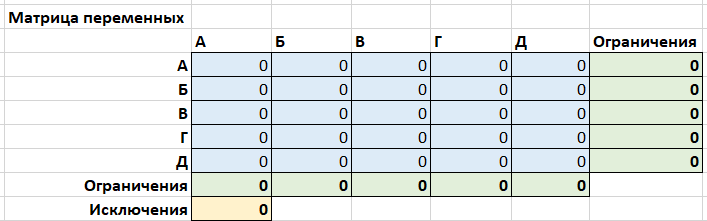 Матрица переменных
А Б В Г Д Ограничения
А 0 0 0 0 0 0
Б 0 0 0 0 0 0
В 0 0 0 0 0 0
Г 0 0 0 0 0 0
Д 0 0 0 0 0 0
Ограничения 0 0 0 0 0
Исключения 0